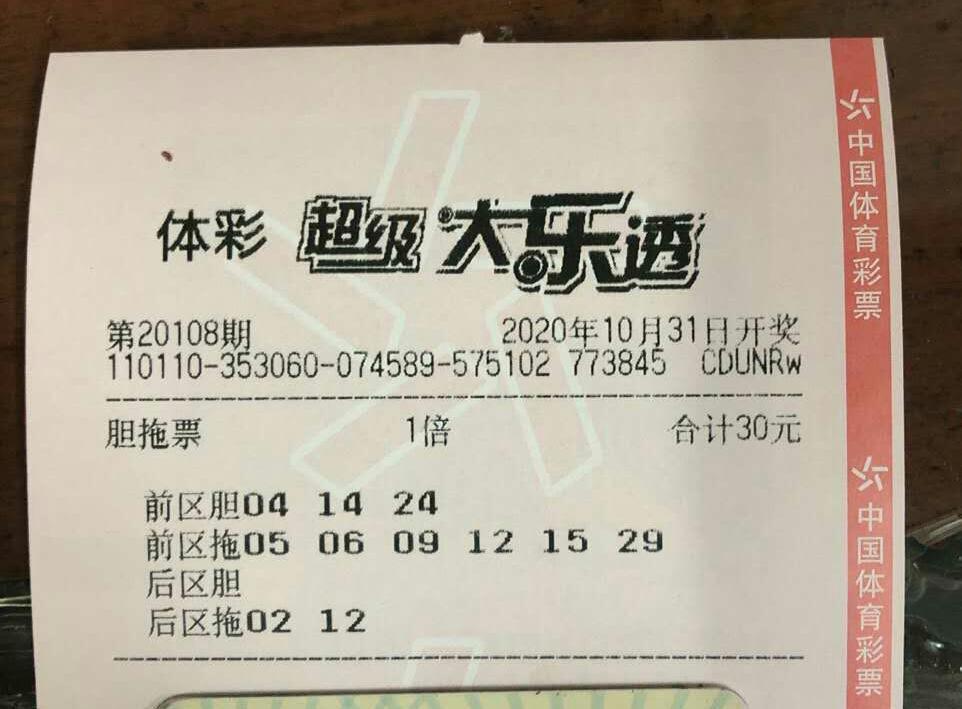 体彩 超级大乐透
第20108期 2020年10月31日开奖
110110-353060-074589-575102 773845 CDUNRw
胆拖票 1倍 合计30元
前区胆04 14 24
前区拖05 06 09 12 15 29
后区胆
后区拖02 12
中国体育彩票
中国体育彩票